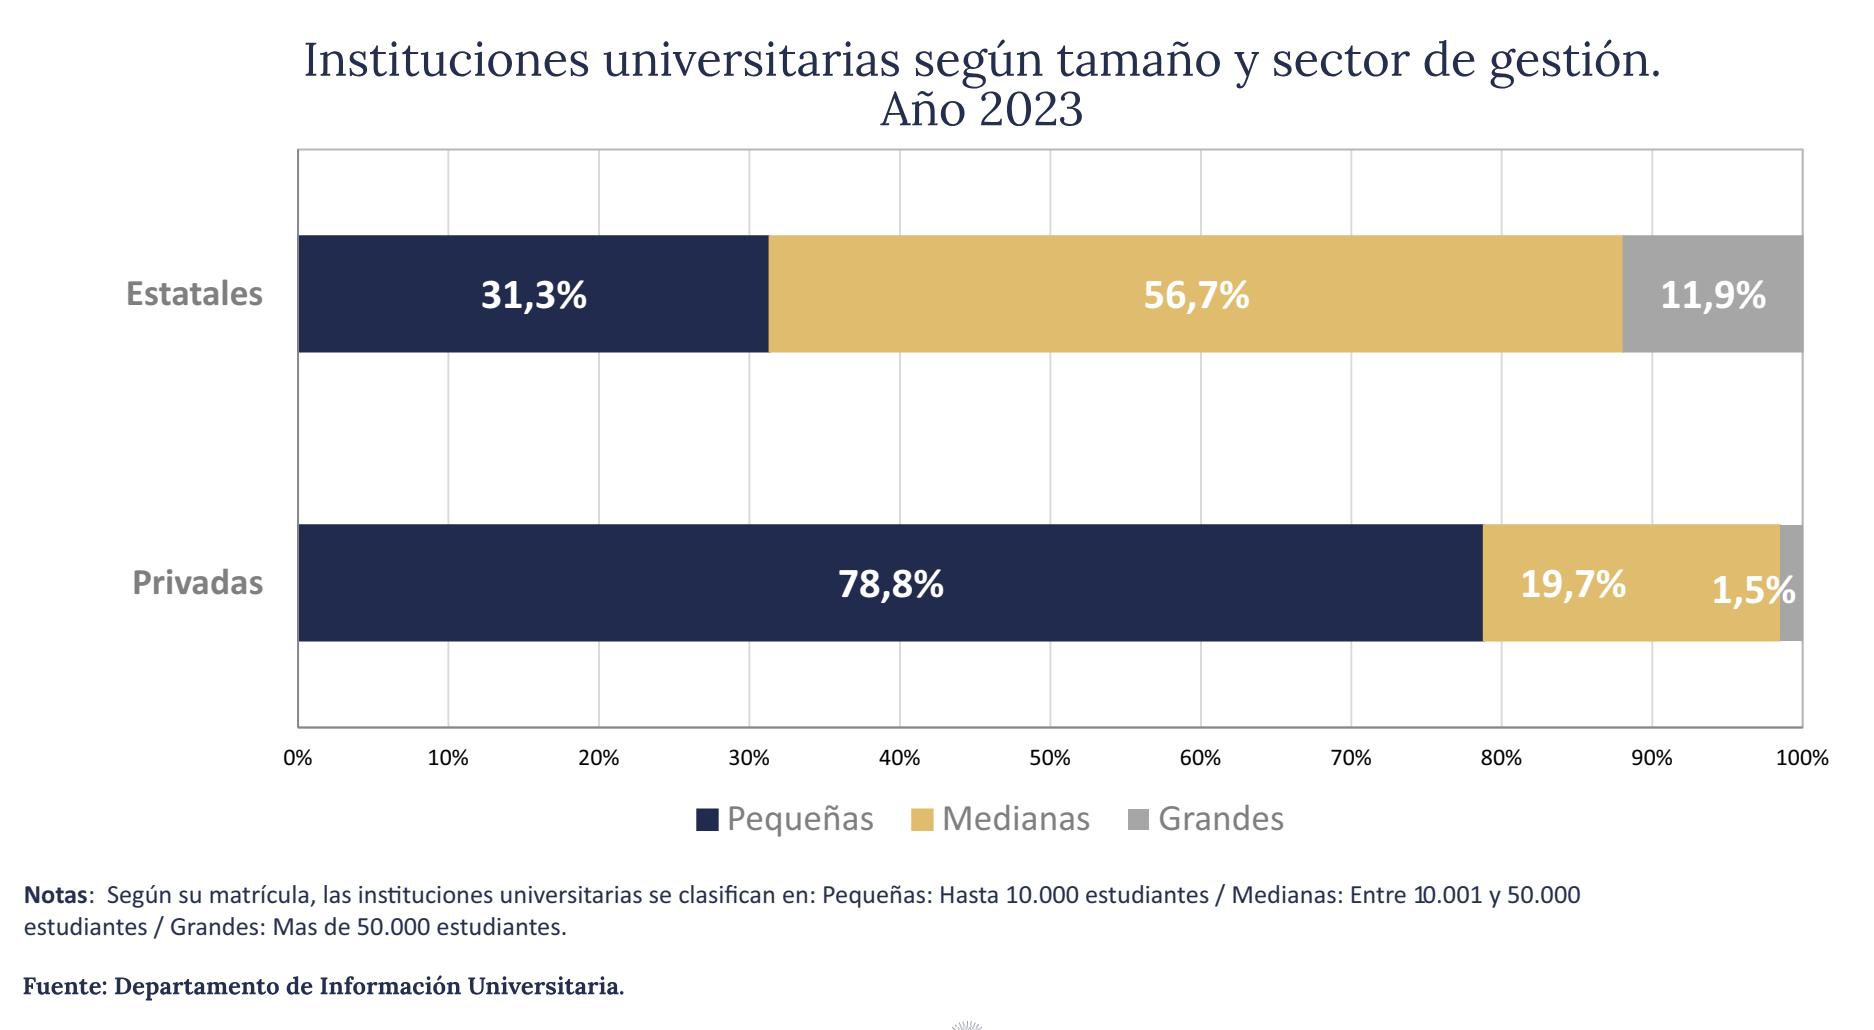 Instituciones universitarias según tamaño y sector de gestión.
Año 2023
Estatales
31,3%
56,7%
11,9%
Privadas
78,8%
19,7%
1,5%
0%
10%
20%
30%
40%
50%
60%
70%
80%
90%
100%
Pequeñas
Medianas
Grandes
Notas:  Según su matrícula, las instituciones universitarias se clasifican en: Pequeñas: Hasta 10.000 estudiantes / Medianas: Entre 10.001 y 50.000
estudiantes / Grandes: Mas de 50.000 estudiantes.
Fuente: Departamento de Información Universitaria.